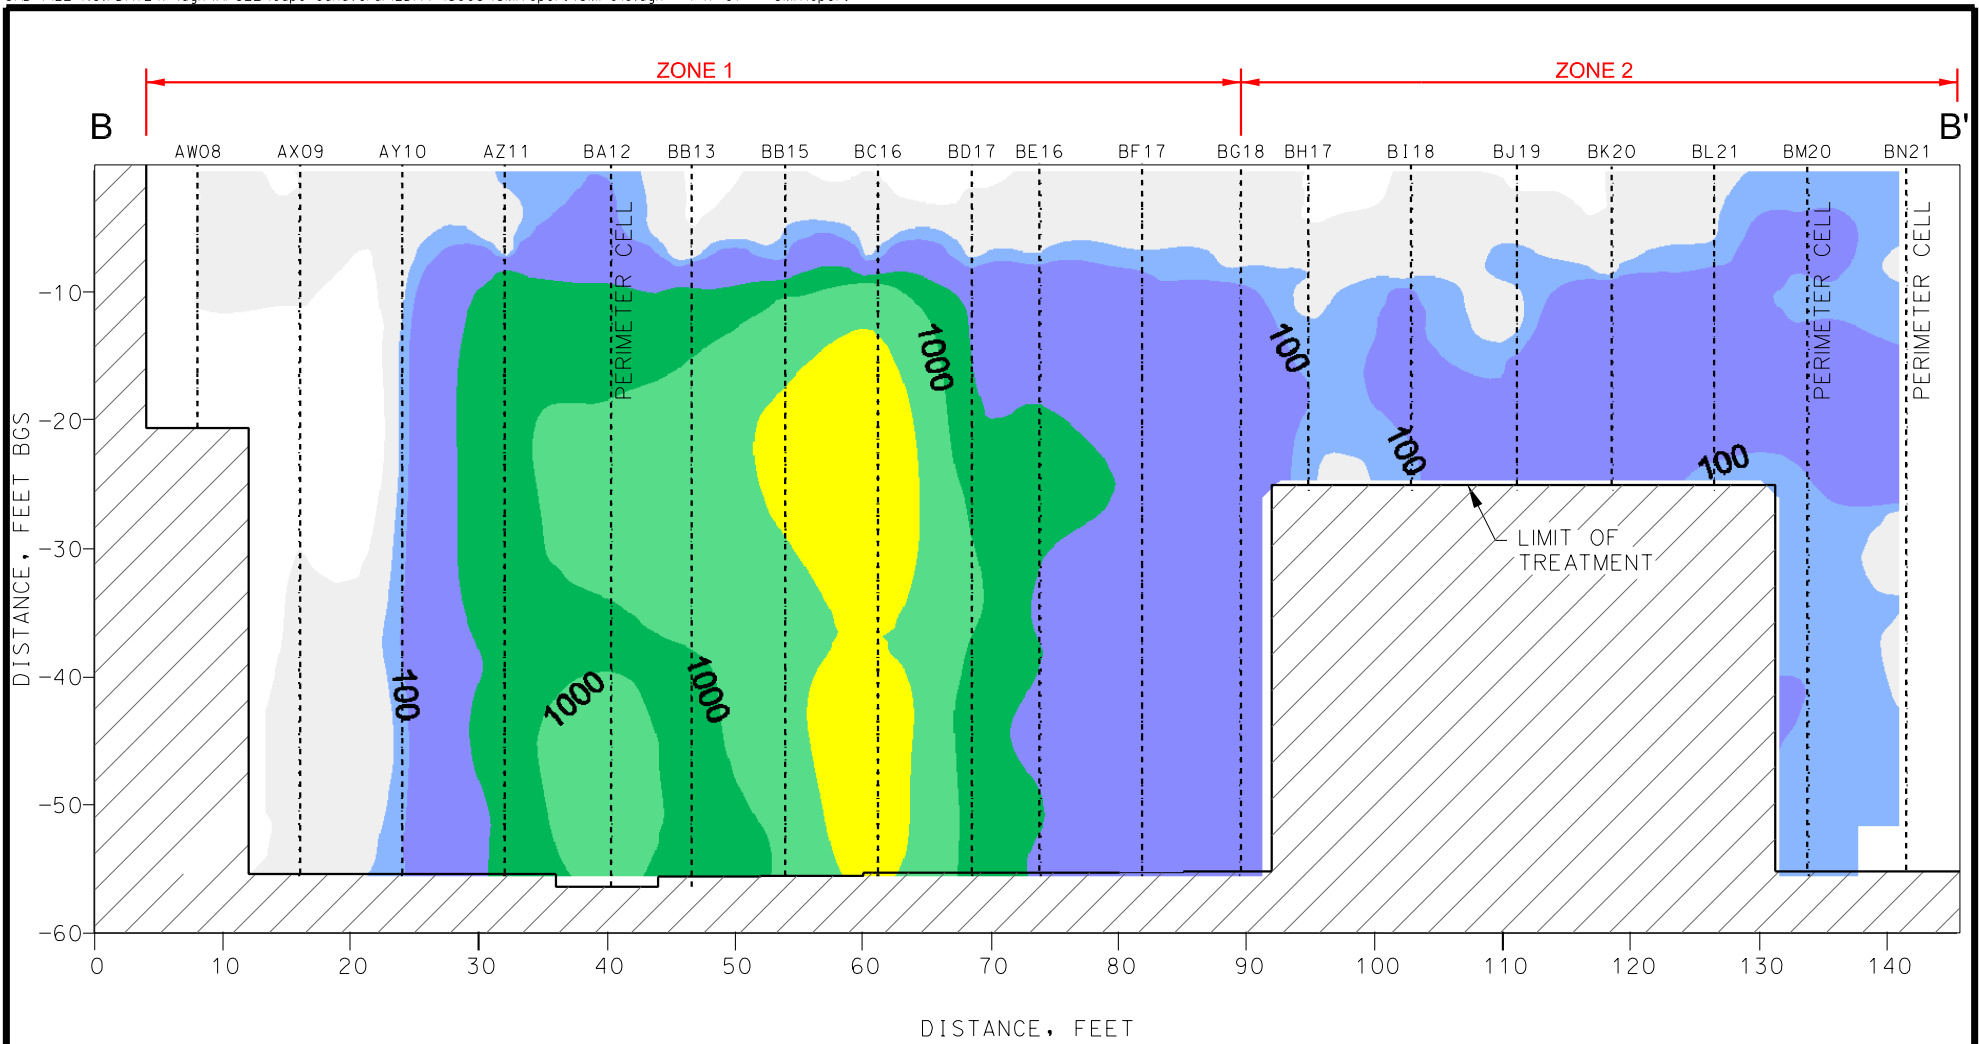 ZONE 1
ZONE 2
B
B'
AW08
AX09
AY10
AZ11
BA12
BB13
BB15
BC16
BD17
BE16
BF17
BG18
BH17
BI18
BJ19
BK20
BL21
BM20
BN21
PERIMETER CELL
PERIMETER CELL
PERIMETER CELL
-10
-20
-30
-40
-50
-60
DISTANCE, FEET BGS
1000
100
100
100
100
1000
1000
LIMIT OF
TREATMENT
0
10
20
30
40
50
60
70
80
90
100
110
120
130
140
DISTANCE, FEET